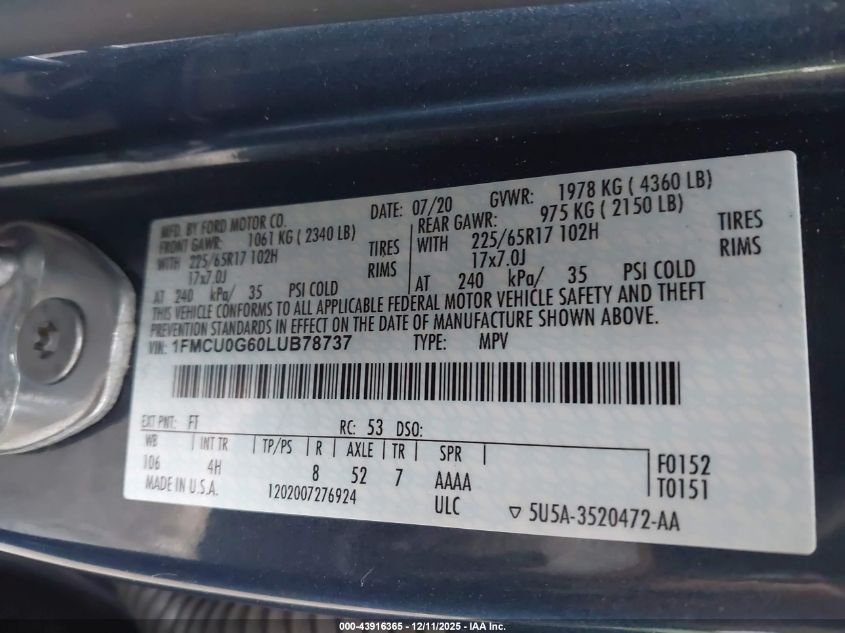 MFD. BY FORD MOTOR CO. DATE: 07/20 GVWR: 1978 KG ( 4360 LB)
FRONT GAWR: 1061 KG ( 2340 LB) REAR GAWR: 975 KG ( 2150 LB)
WITH 225/65R17 102H TIRES WITH 225/65R17 102H TIRES
17x7.0J RIMS 17x7.0J RIMS
AT 240 kPa/ 35 PSI COLD AT 240 kPa/ 35 PSI COLD
THIS VEHICLE CONFORMS TO ALL APPLICABLE FEDERAL MOTOR VEHICLE SAFETY AND THEFT
PREVENTION STANDARDS IN EFFECT ON THE DATE OF MANUFACTURE SHOWN ABOVE.
VIN: 1FMCU0G60LUB78737 TYPE: MPV
EXT PNT: FT RC: 53 DSO:
WB INT TR TP/PS R AXLE TR SPR
106 4H 8 52 7 AAAA F0152
MADE IN U.S.A. 1202007276924 ULC T0151
5U5A-3520472-AA
000-43916365 - 12/11/2025 - IAA Inc.